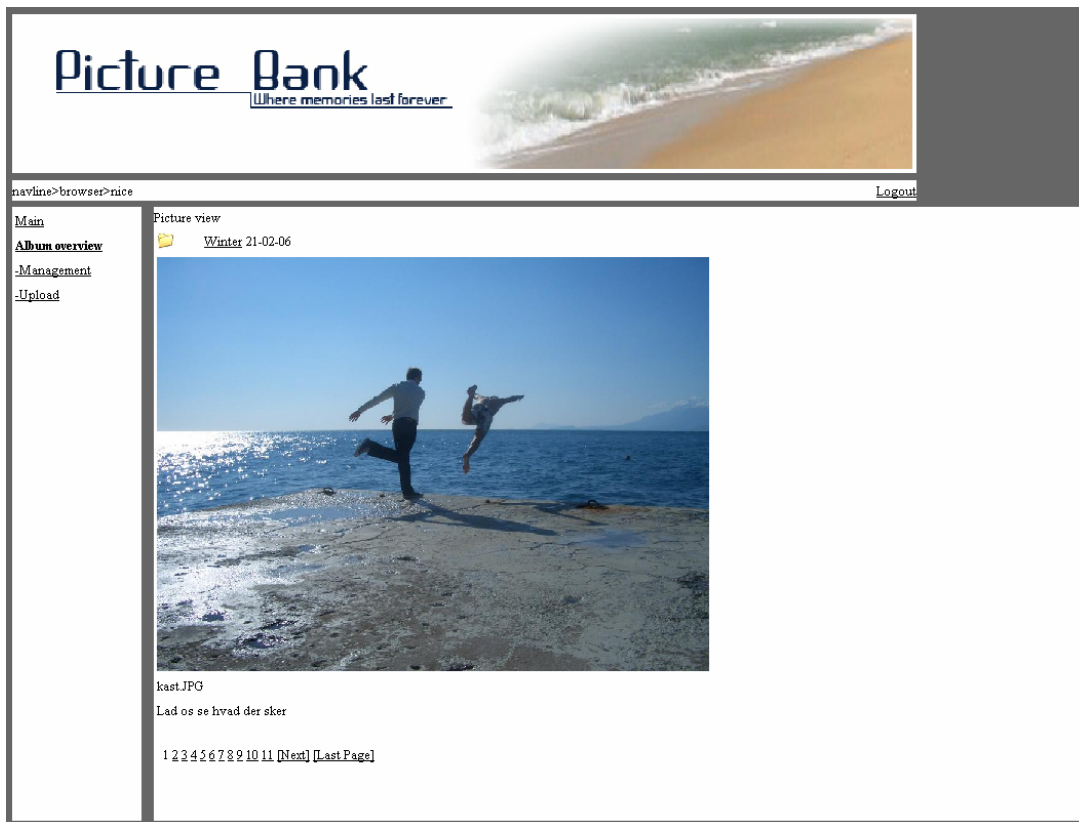 Picture Bank
Where memories last forever
navline>browser>nice
Logout
Main
Album overview
-Management
-Upload
Picture view
Winter 21-02-06
kast.JPG
Lad os se hvad der sker
1 2 3 4 5 6 7 8 9 10 11 [Next] [Last Page]